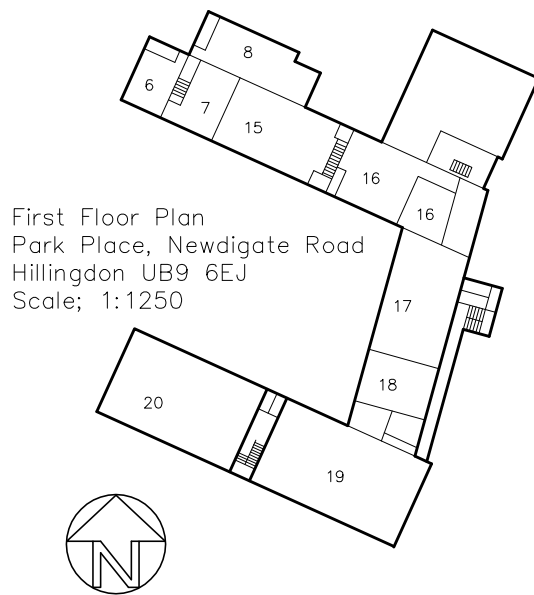 8
6
7
15
16
16
First Floor Plan
Park Place, Newdigate Road
Hillingdon UB9 6EJ
Scale; 1:1250
17
18
20
19
N